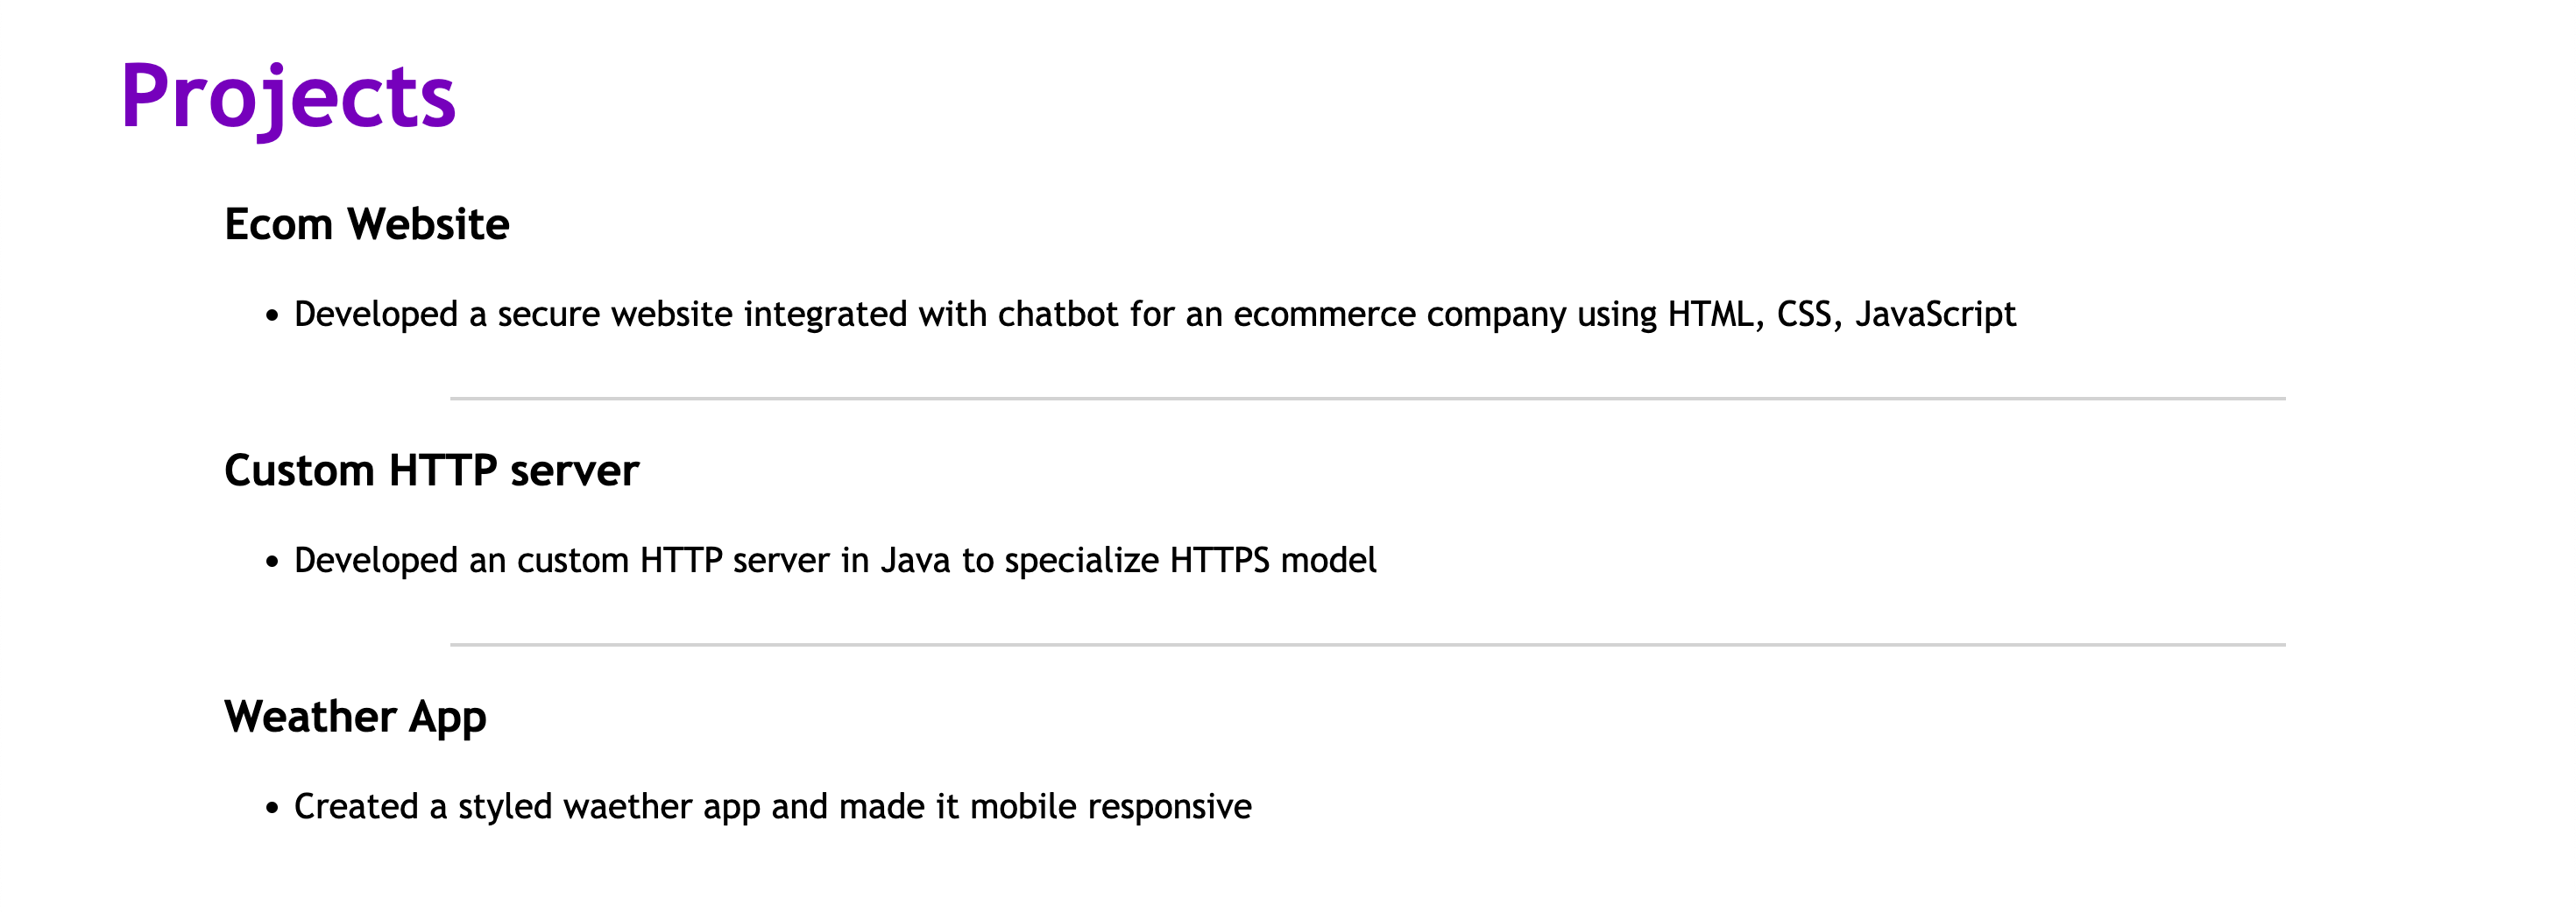 Projects
Ecom Website
• Developed a secure website integrated with chatbot for an ecommerce company using HTML, CSS, JavaScript
Custom HTTP server
• Developed an custom HTTP server in Java to specialize HTTPS model
Weather App
• Created a styled waether app and made it mobile responsive